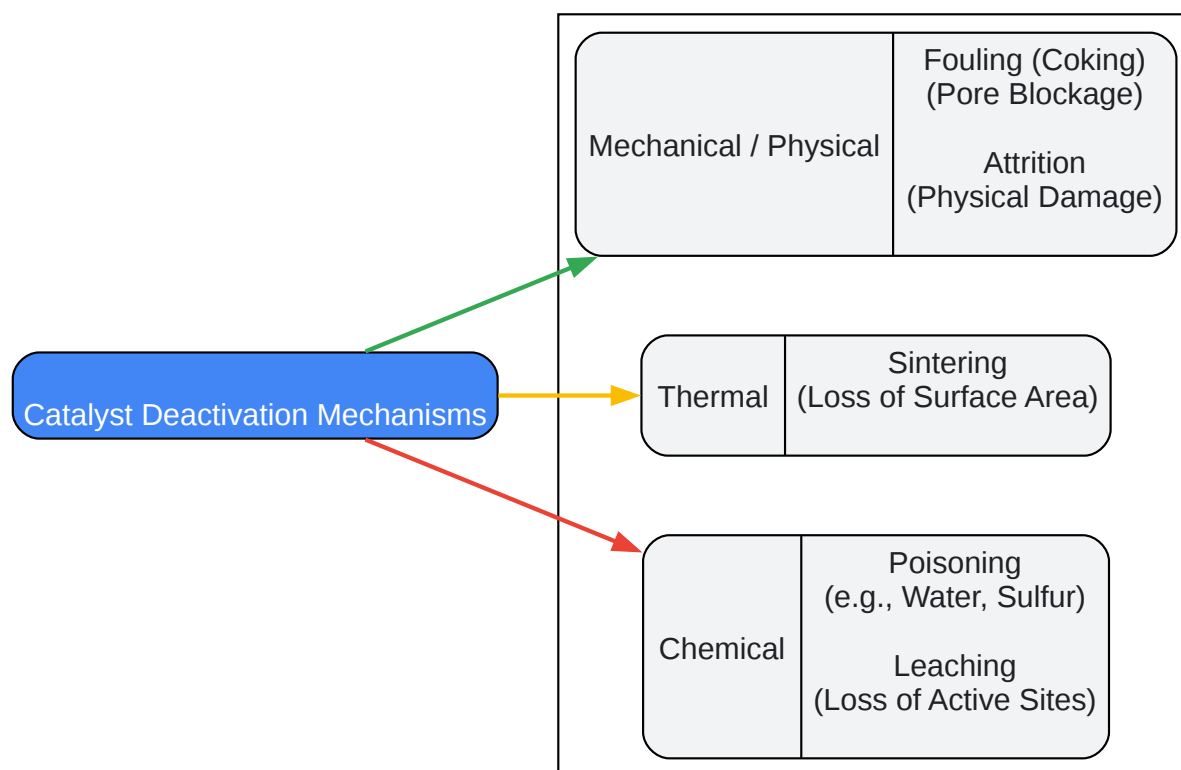 Mechanical / Physical
Fouling (Coking)
(Pore Blockage)
Attrition
(Physical Damage)
Catalyst Deactivation Mechanisms
Thermal
Sintering
(Loss of Surface Area)
Chemical
Poisoning
(e.g., Water, Sulfur)
Leaching
(Loss of Active Sites)